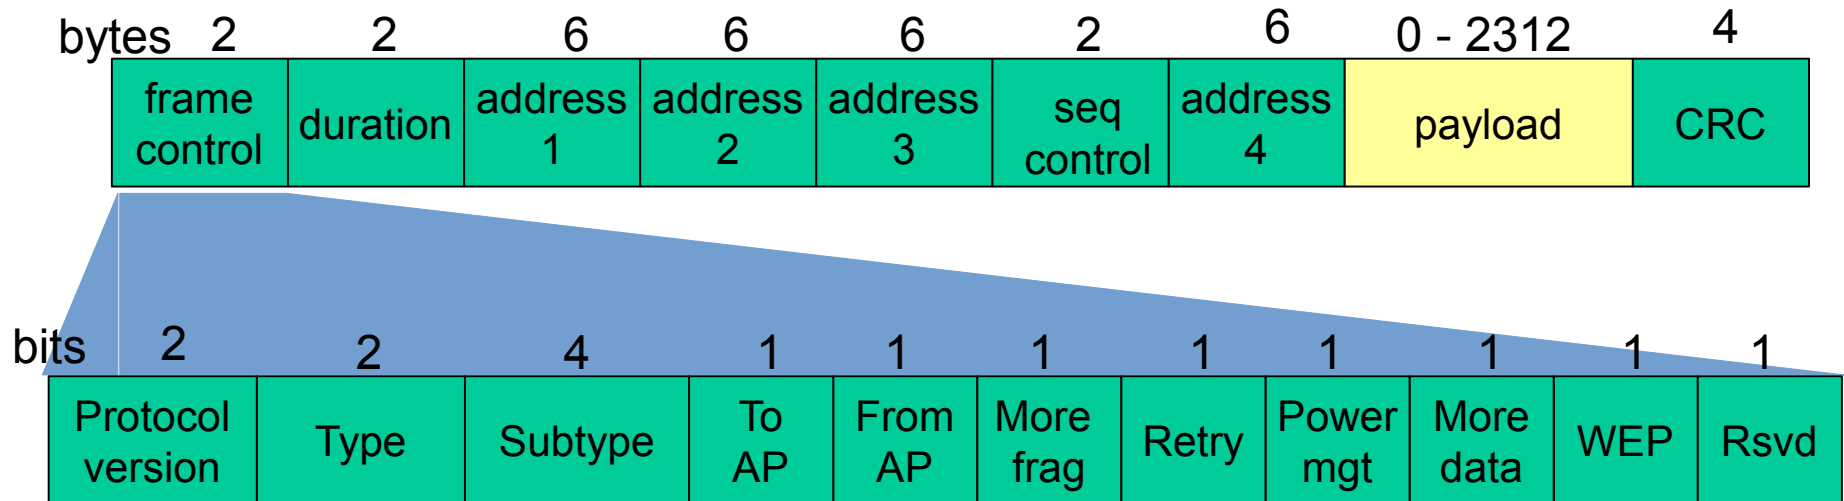 bytes 2 2 6 6 6 2 6 0 - 2312 4
frame control
duration
address 1
address 2
address 3
seq control
address 4
payload
CRC
bits 2 2 4 1 1 1 1 1 1 1 1
Protocol version
Type
Subtype
To AP
From AP
More frag
Retry
Power mgt
More data
WEP
Rsvd